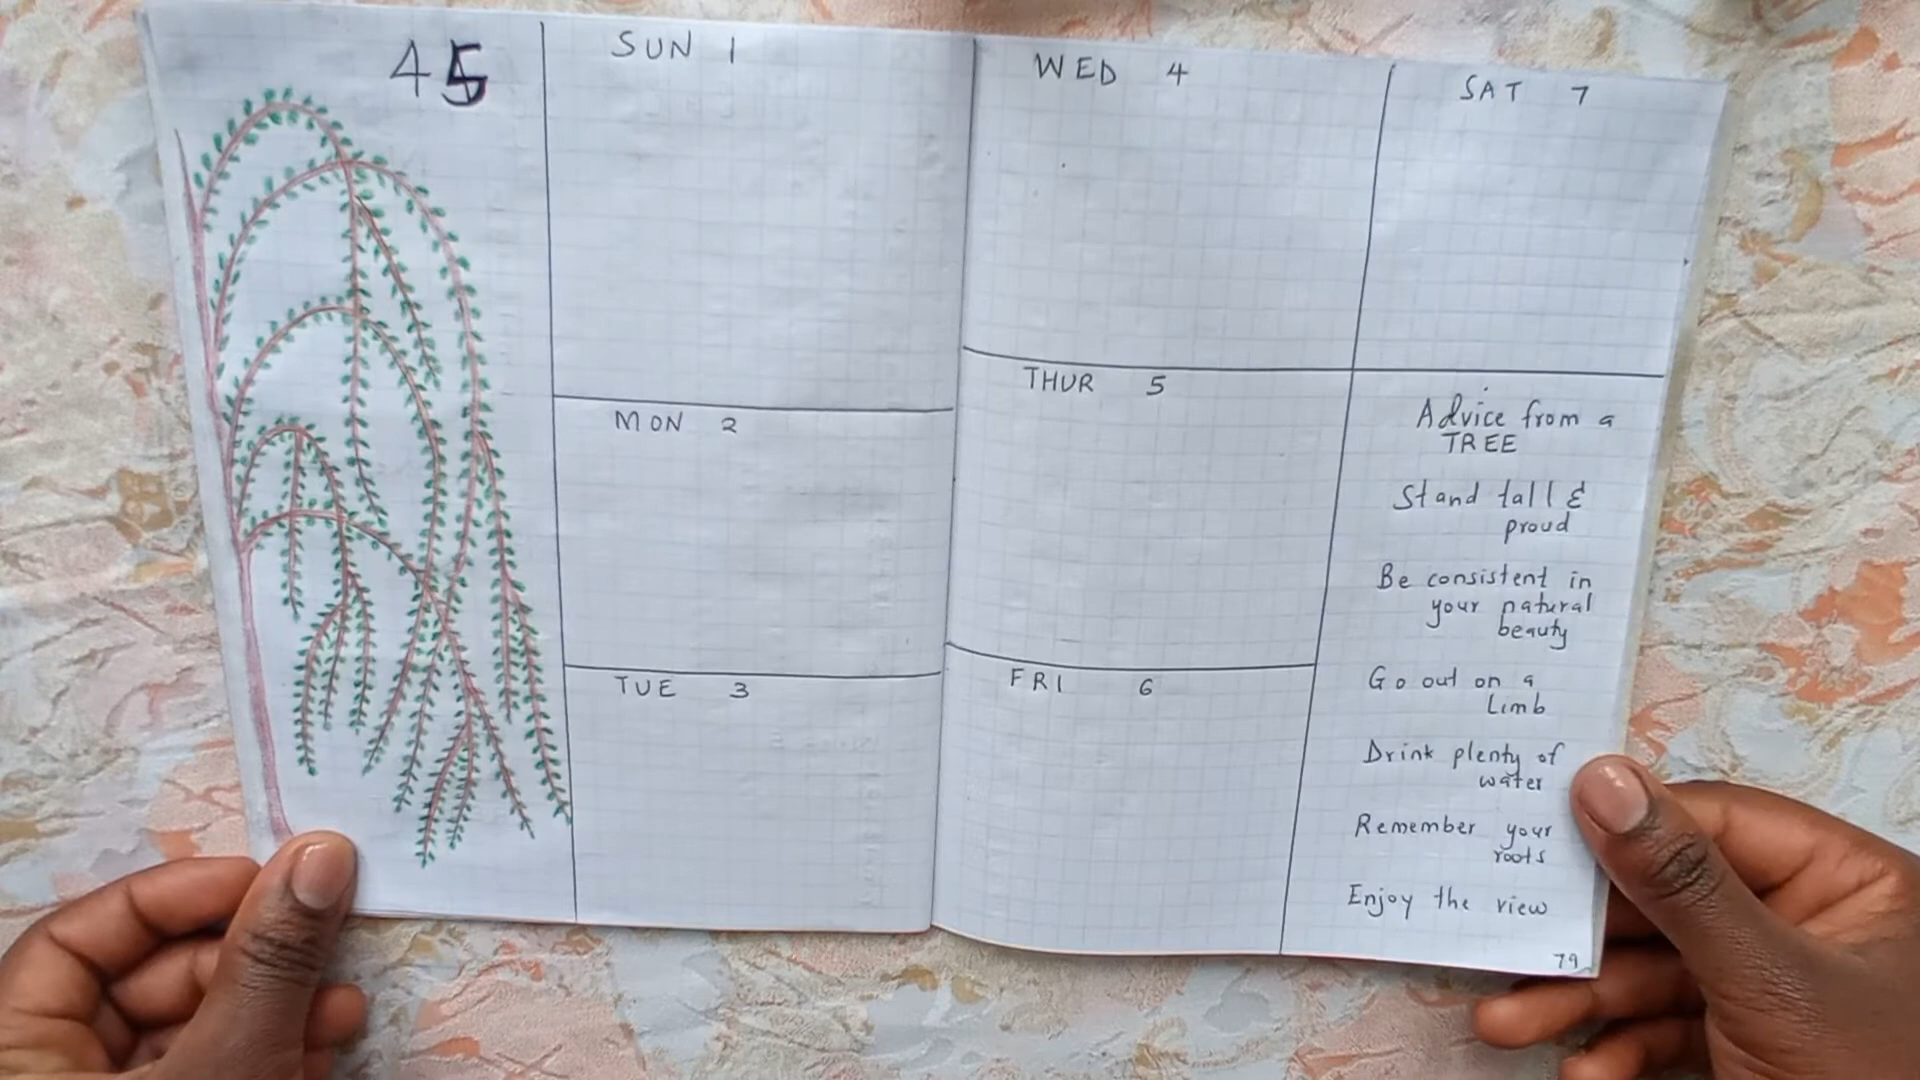 45
SUN 1
MON 2
TUE 3
WED 4
THUR 5
FRI 6
SAT 7
Advice from a
TREE
Stand tall &
proud
Be consistent in
your natural
beauty
Go out on a
Limb
Drink plenty of
water
Remember your
roots
Enjoy the view
79